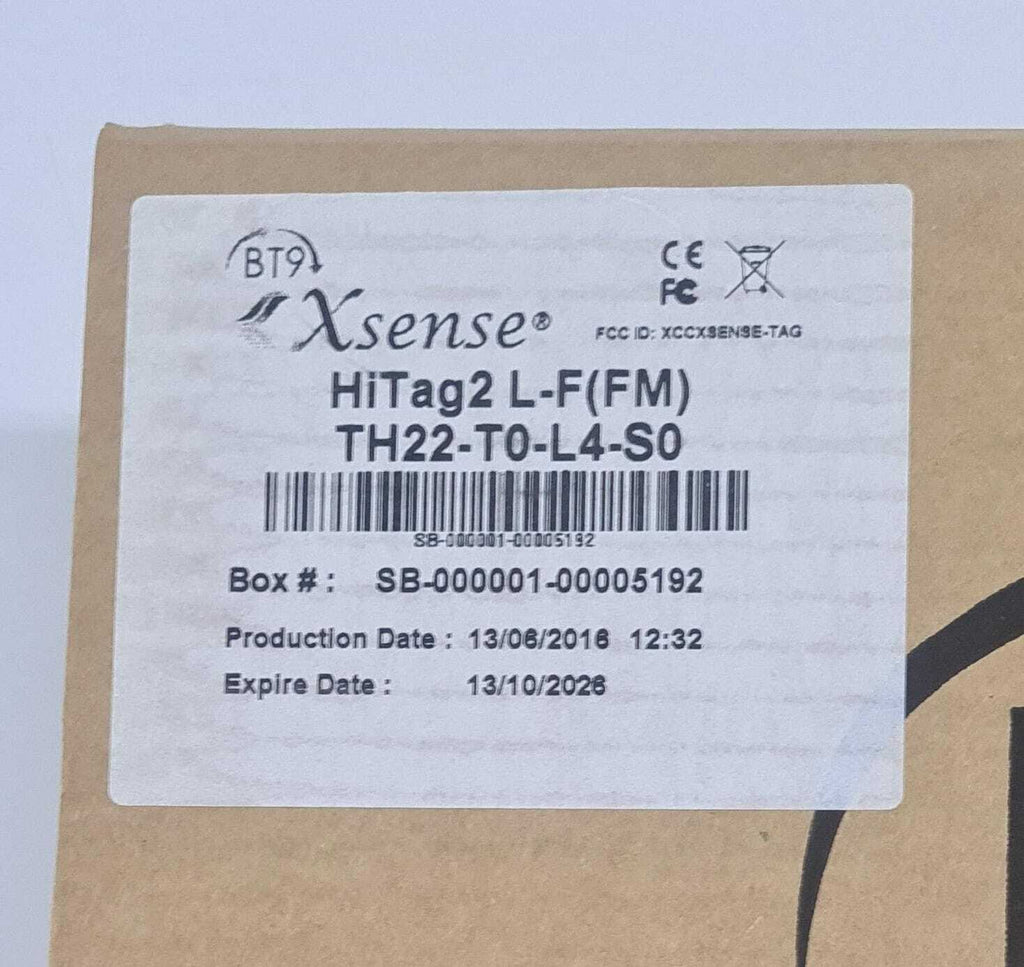 BT9
Xsense®
CE
FC
FCC ID: XCCXSENSE-TAG
HiTag2 L-F(FM)
TH22-T0-L4-S0
SB-000001-00005192
Box # : SB-000001-00005192
Production Date : 13/06/2016 12:32
Expire Date : 13/10/2026